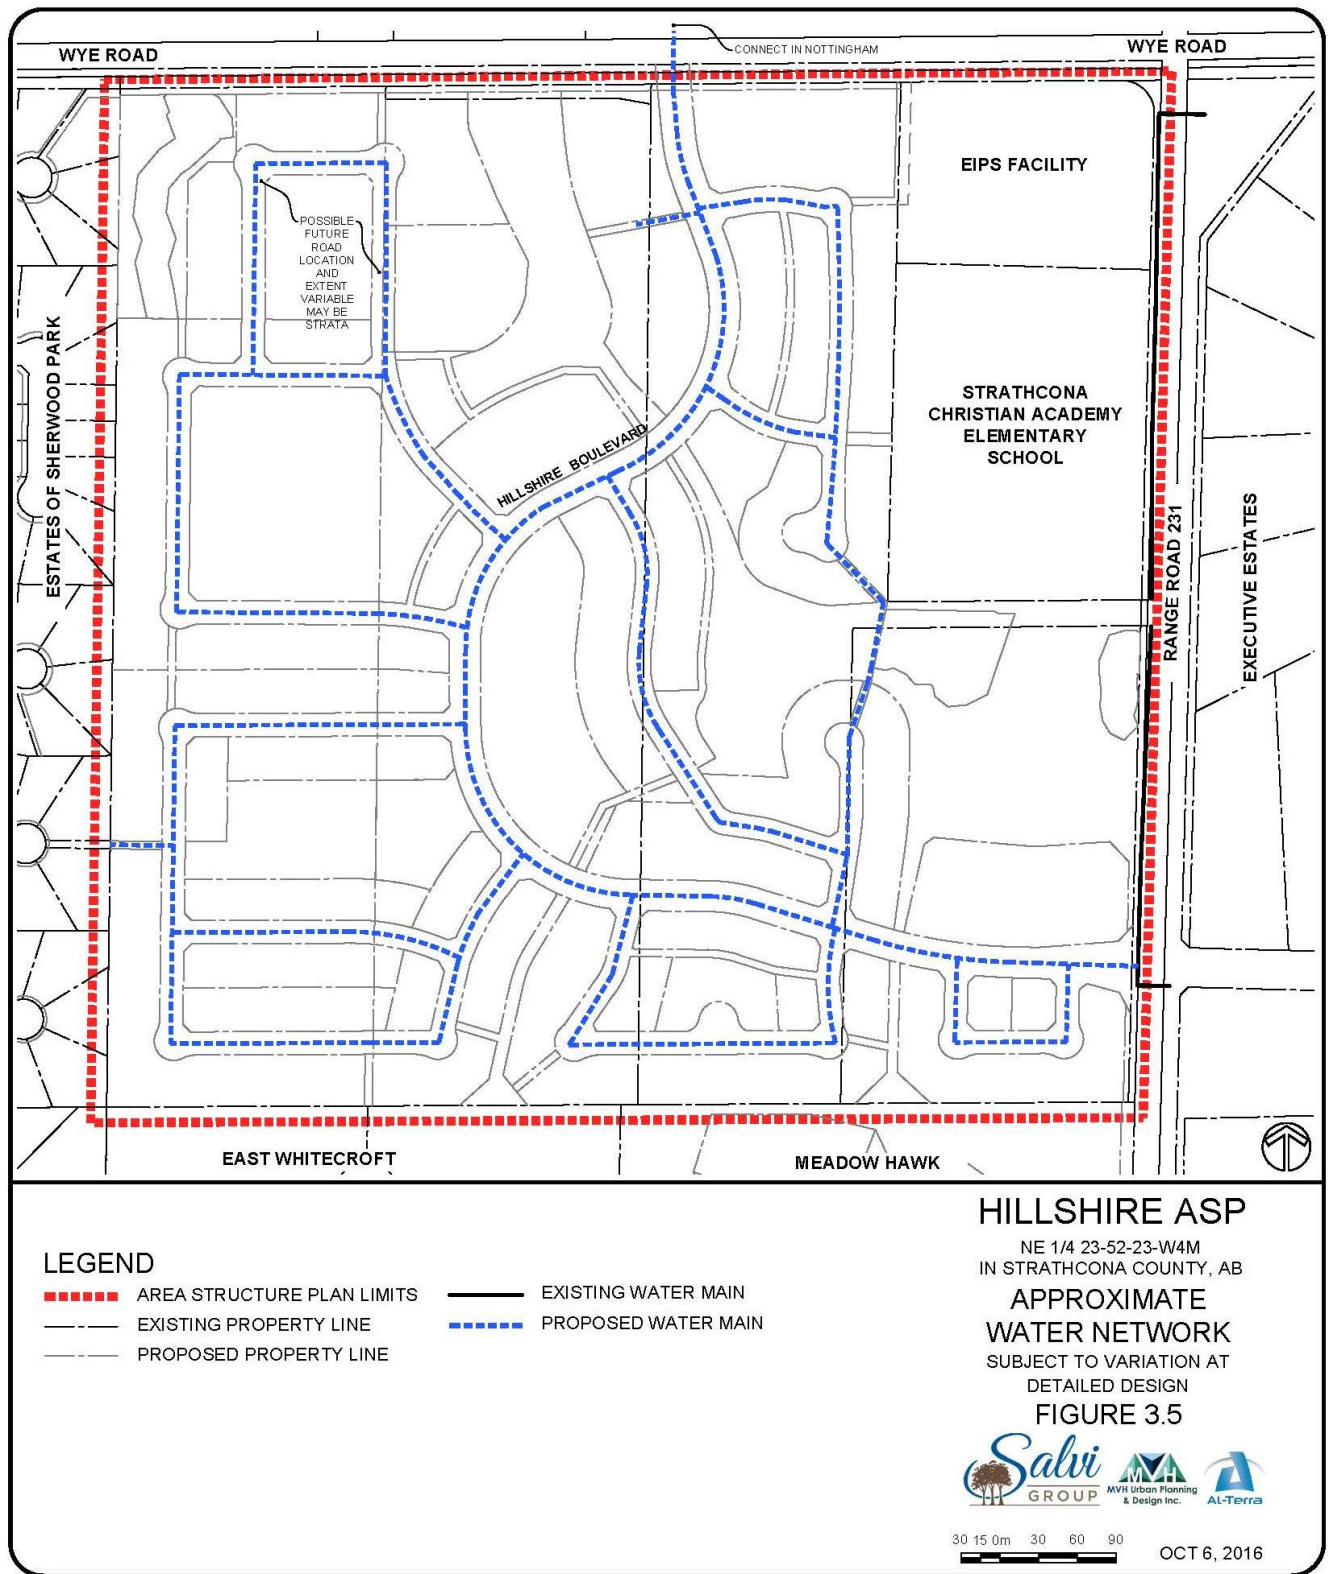 WYE ROAD
CONNECT IN NOTTINGHAM
WYE ROAD
EIPS FACILITY
POSSIBLE
FUTURE
ROAD
LOCATION
AND
EXTENT
VARIABLE
MAY BE
STRATA
ESTATES OF SHERWOOD PARK
HILLSHIRE BOULEVARD
STRATHCONA
CHRISTIAN ACADEMY
ELEMENTARY
SCHOOL
RANGE ROAD 231
EXECUTIVE ESTATES
EAST WHITECROFT
MEADOW HAWK
LEGEND
AREA STRUCTURE PLAN LIMITS
EXISTING PROPERTY LINE
PROPOSED PROPERTY LINE
EXISTING WATER MAIN
PROPOSED WATER MAIN
HILLSHIRE ASP
NE 1/4 23-52-23-W4M
IN STRATHCONA COUNTY, AB
APPROXIMATE
WATER NETWORK
SUBJECT TO VARIATION AT
DETAILED DESIGN
FIGURE 3.5
Salvi
GROUP
MVH
MVH Urban Planning
& Design Inc.
AL-Terra
30 15 0m 30 60 90
OCT 6, 2016